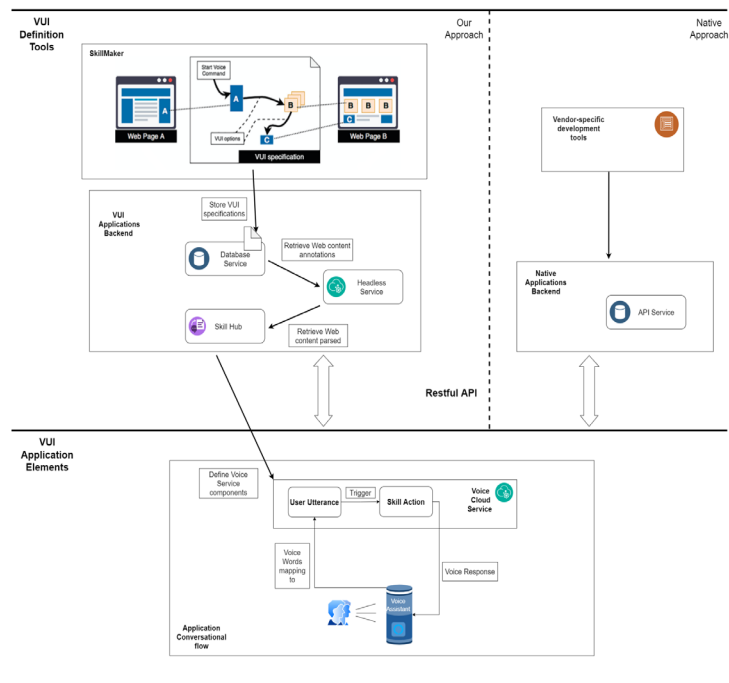 VUI
Definition
Tools
Our
Approach
Native
Approach
SkillMaker
Start Voice
Command
A
B
C
VUI options
VUI specification
A
Web Page A
B B B
C
Web Page B
Vendor-specific
development
tools
VUI
Applications
Backend
Store VUI
specifications
Database
Service
Retrieve Web content
annotations
Headless
Service
Skill Hub
Retrieve Web
content parsed
Native
Applications
Backend
API Service
Restful API
VUI
Application
Elements
Define Voice
Service
components
User Utterance
Trigger
Skill Action
Voice
Cloud
Service
Voice
Words
mapping
to
Voice Response
Voice
Assistant
Application
Conversational
flow